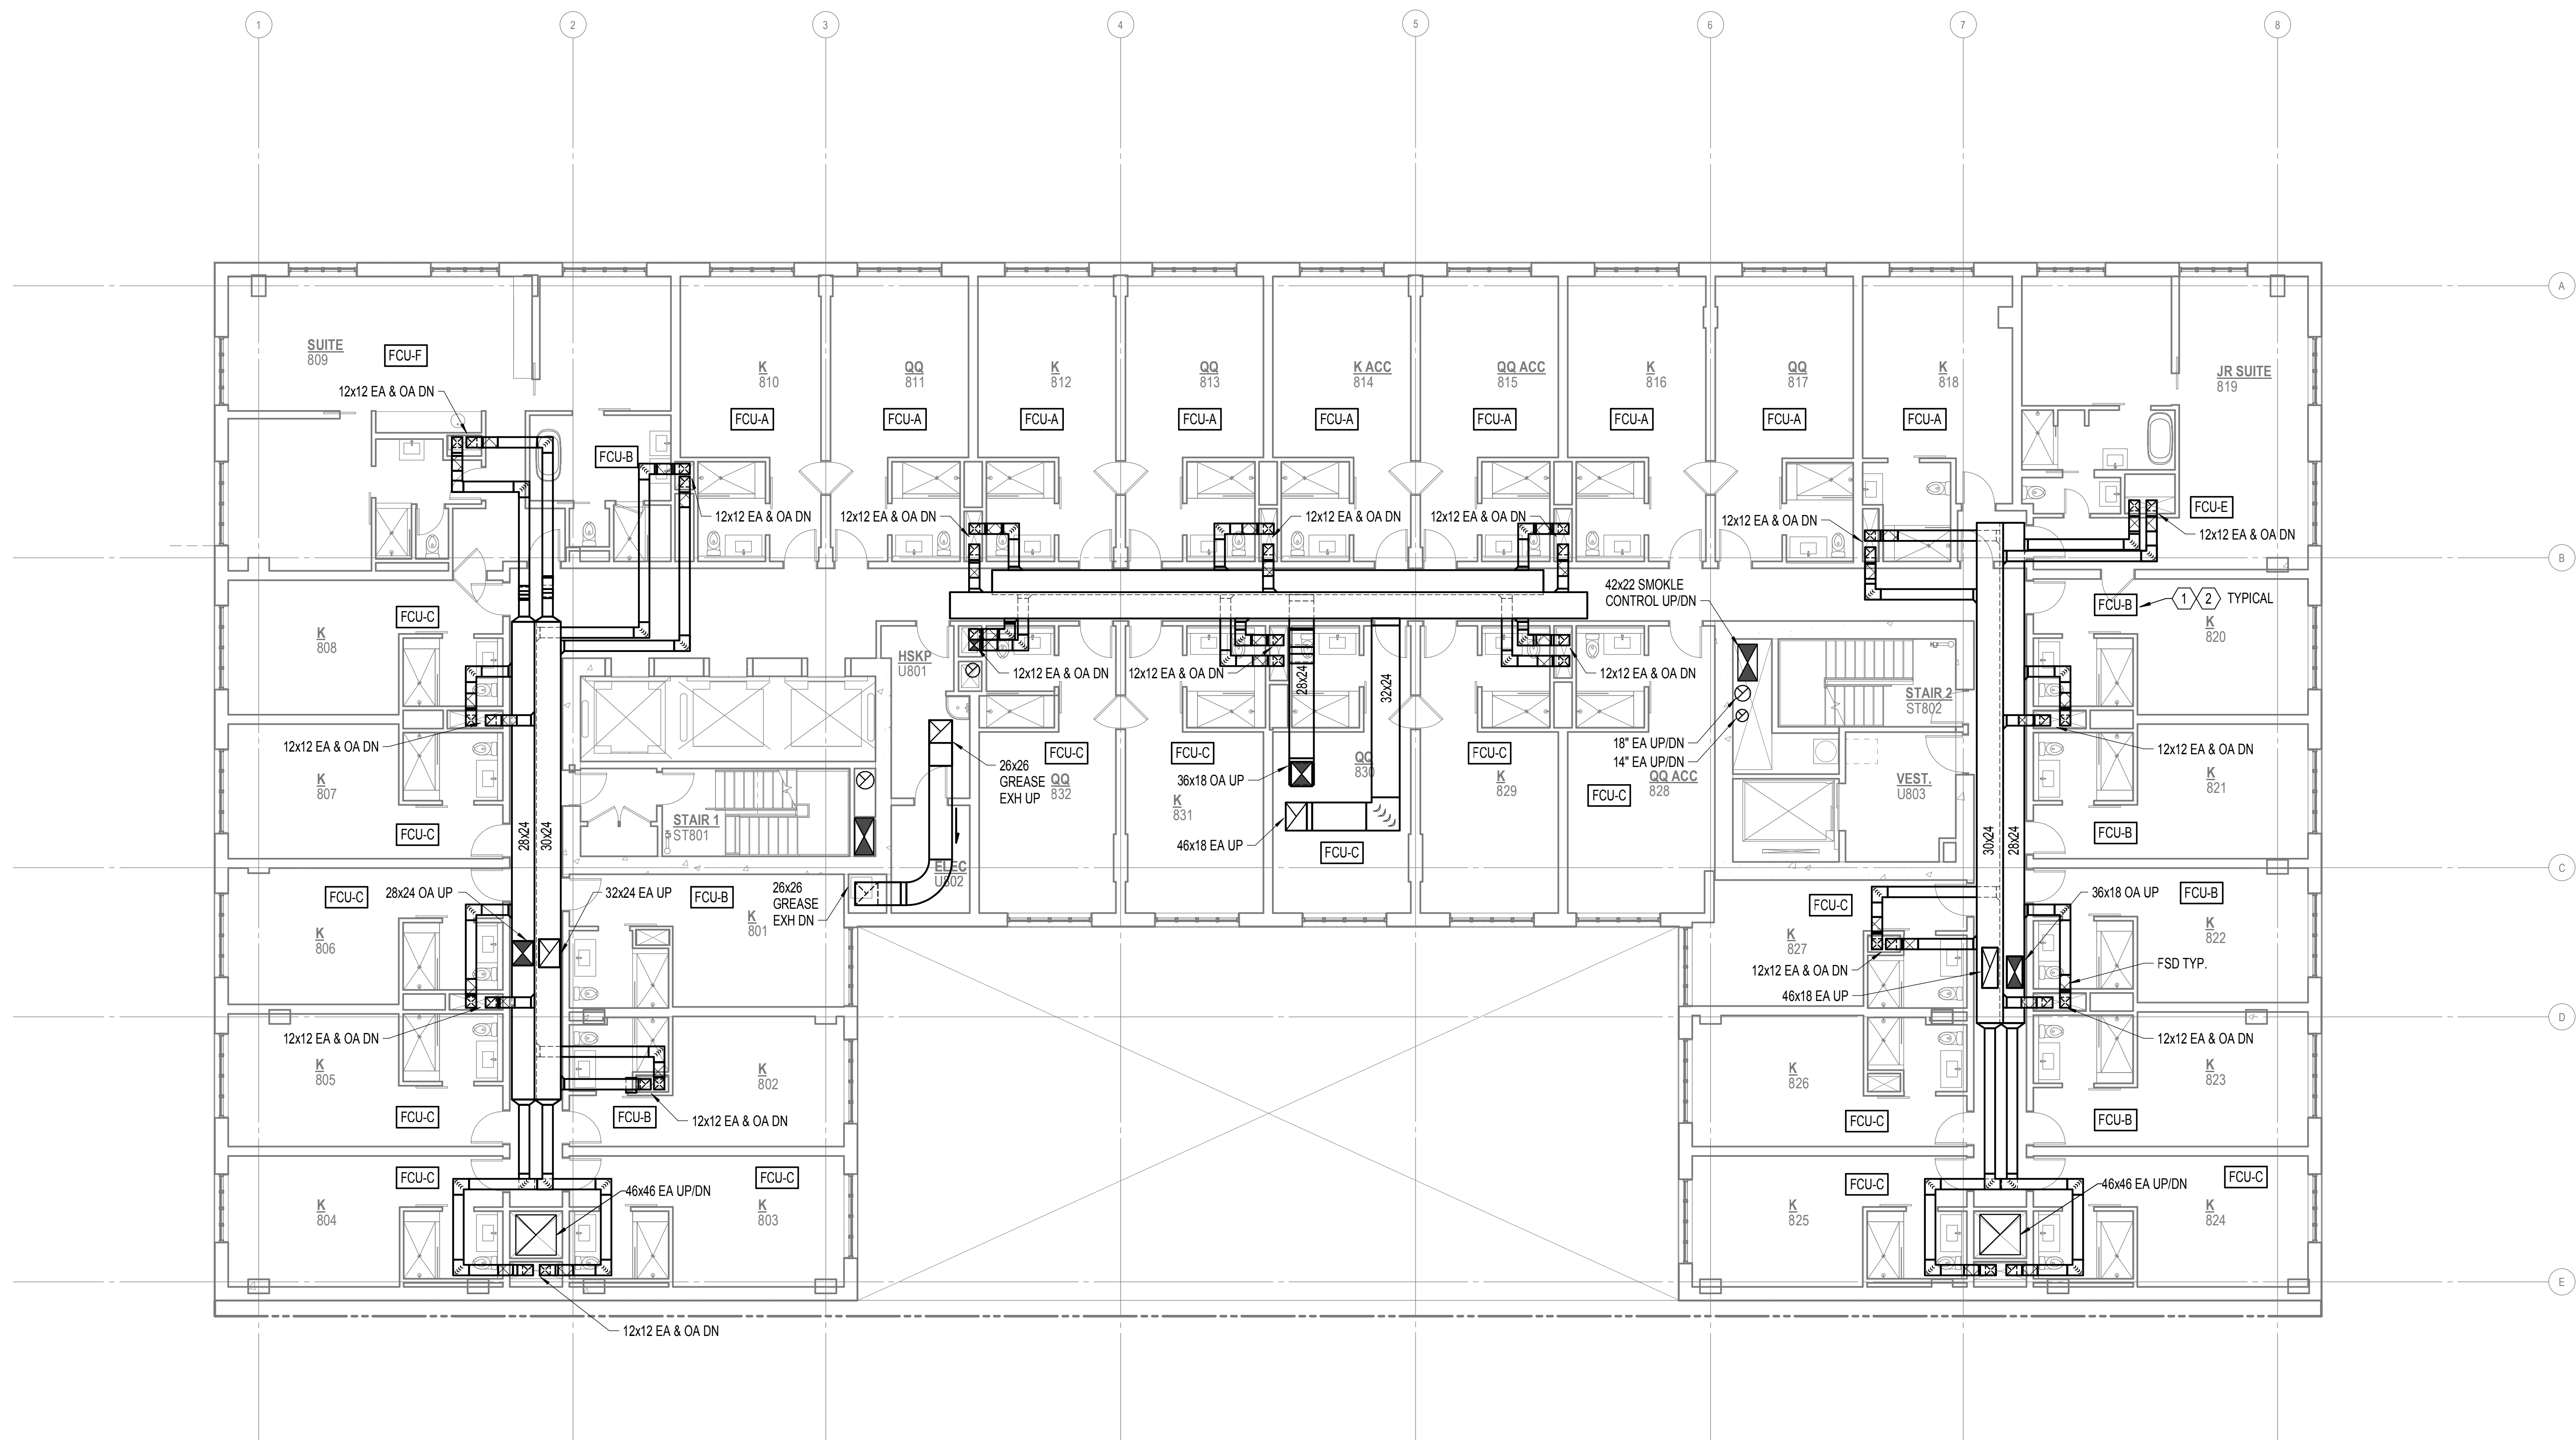 1
2
3
4
5
6
7
8
A
B
C
D
E
SUITE
809
FCU-F
12x12 EA & OA DN
FCU-B
12x12 EA & OA DN
K
810
FCU-A
QQ
811
FCU-A
12x12 EA & OA DN
K
812
FCU-A
QQ
813
FCU-A
12x12 EA & OA DN
K ACC
814
FCU-A
QQ ACC
815
FCU-A
12x12 EA & OA DN
K
816
FCU-A
QQ
817
FCU-A
12x12 EA & OA DN
K
818
FCU-A
JR SUITE
819
FCU-E
12x12 EA & OA DN
FCU-C
K
808
12x12 EA & OA DN
K
807
FCU-C
28x24
30x24
FCU-C
28x24 OA UP
K
806
32x24 EA UP
FCU-B
K
801
12x12 EA & OA DN
K
805
FCU-C
K
802
FCU-B
12x12 EA & OA DN
FCU-C
K
804
46x46 EA UP/DN
FCU-C
K
803
12x12 EA & OA DN
STAIR 1
ST801
HSKP
U801
26x26
GREASE
EXH UP
ELEC
U802
26x26
GREASE
EXH DN
12x12 EA & OA DN
FCU-C
QQ
832
12x12 EA & OA DN
FCU-C
K
831
28x24
32x24
36x18 OA UP
QQ
830
46x18 EA UP
FCU-C
12x12 EA & OA DN
FCU-C
K
829
42x22 SMOKLE
CONTROL UP/DN
18" EA UP/DN
14" EA UP/DN
QQ ACC
828
FCU-C
STAIR 2
ST802
VEST.
U803
30x24
28x24
FCU-B
1
2
TYPICAL
K
820
12x12 EA & OA DN
K
821
FCU-B
36x18 OA UP
FCU-B
K
822
FSD TYP.
12x12 EA & OA DN
K
823
FCU-B
FCU-C
K
827
12x12 EA & OA DN
46x18 EA UP
K
826
FCU-C
FCU-C
K
825
46x46 EA UP/DN
FCU-C
K
824